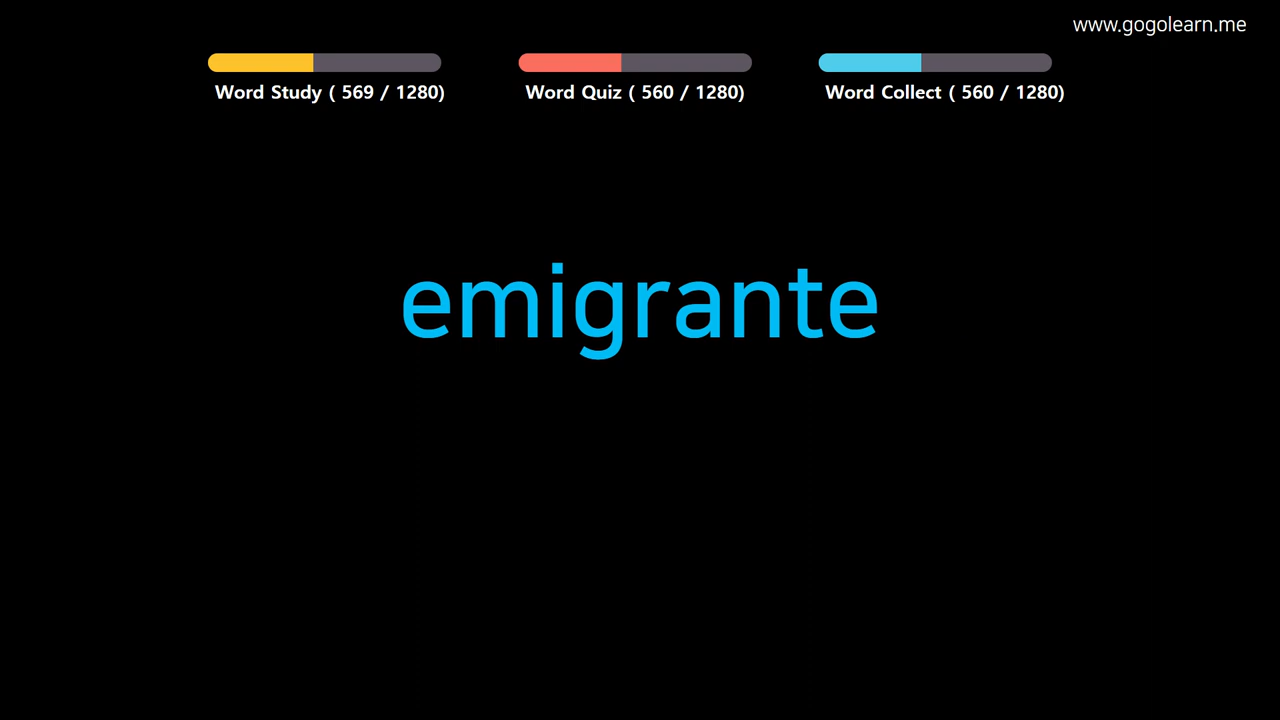 www.gogolearn.me
Word Study ( 569 / 1280)
Word Quiz ( 560 / 1280)
Word Collect ( 560 / 1280)
emigrante